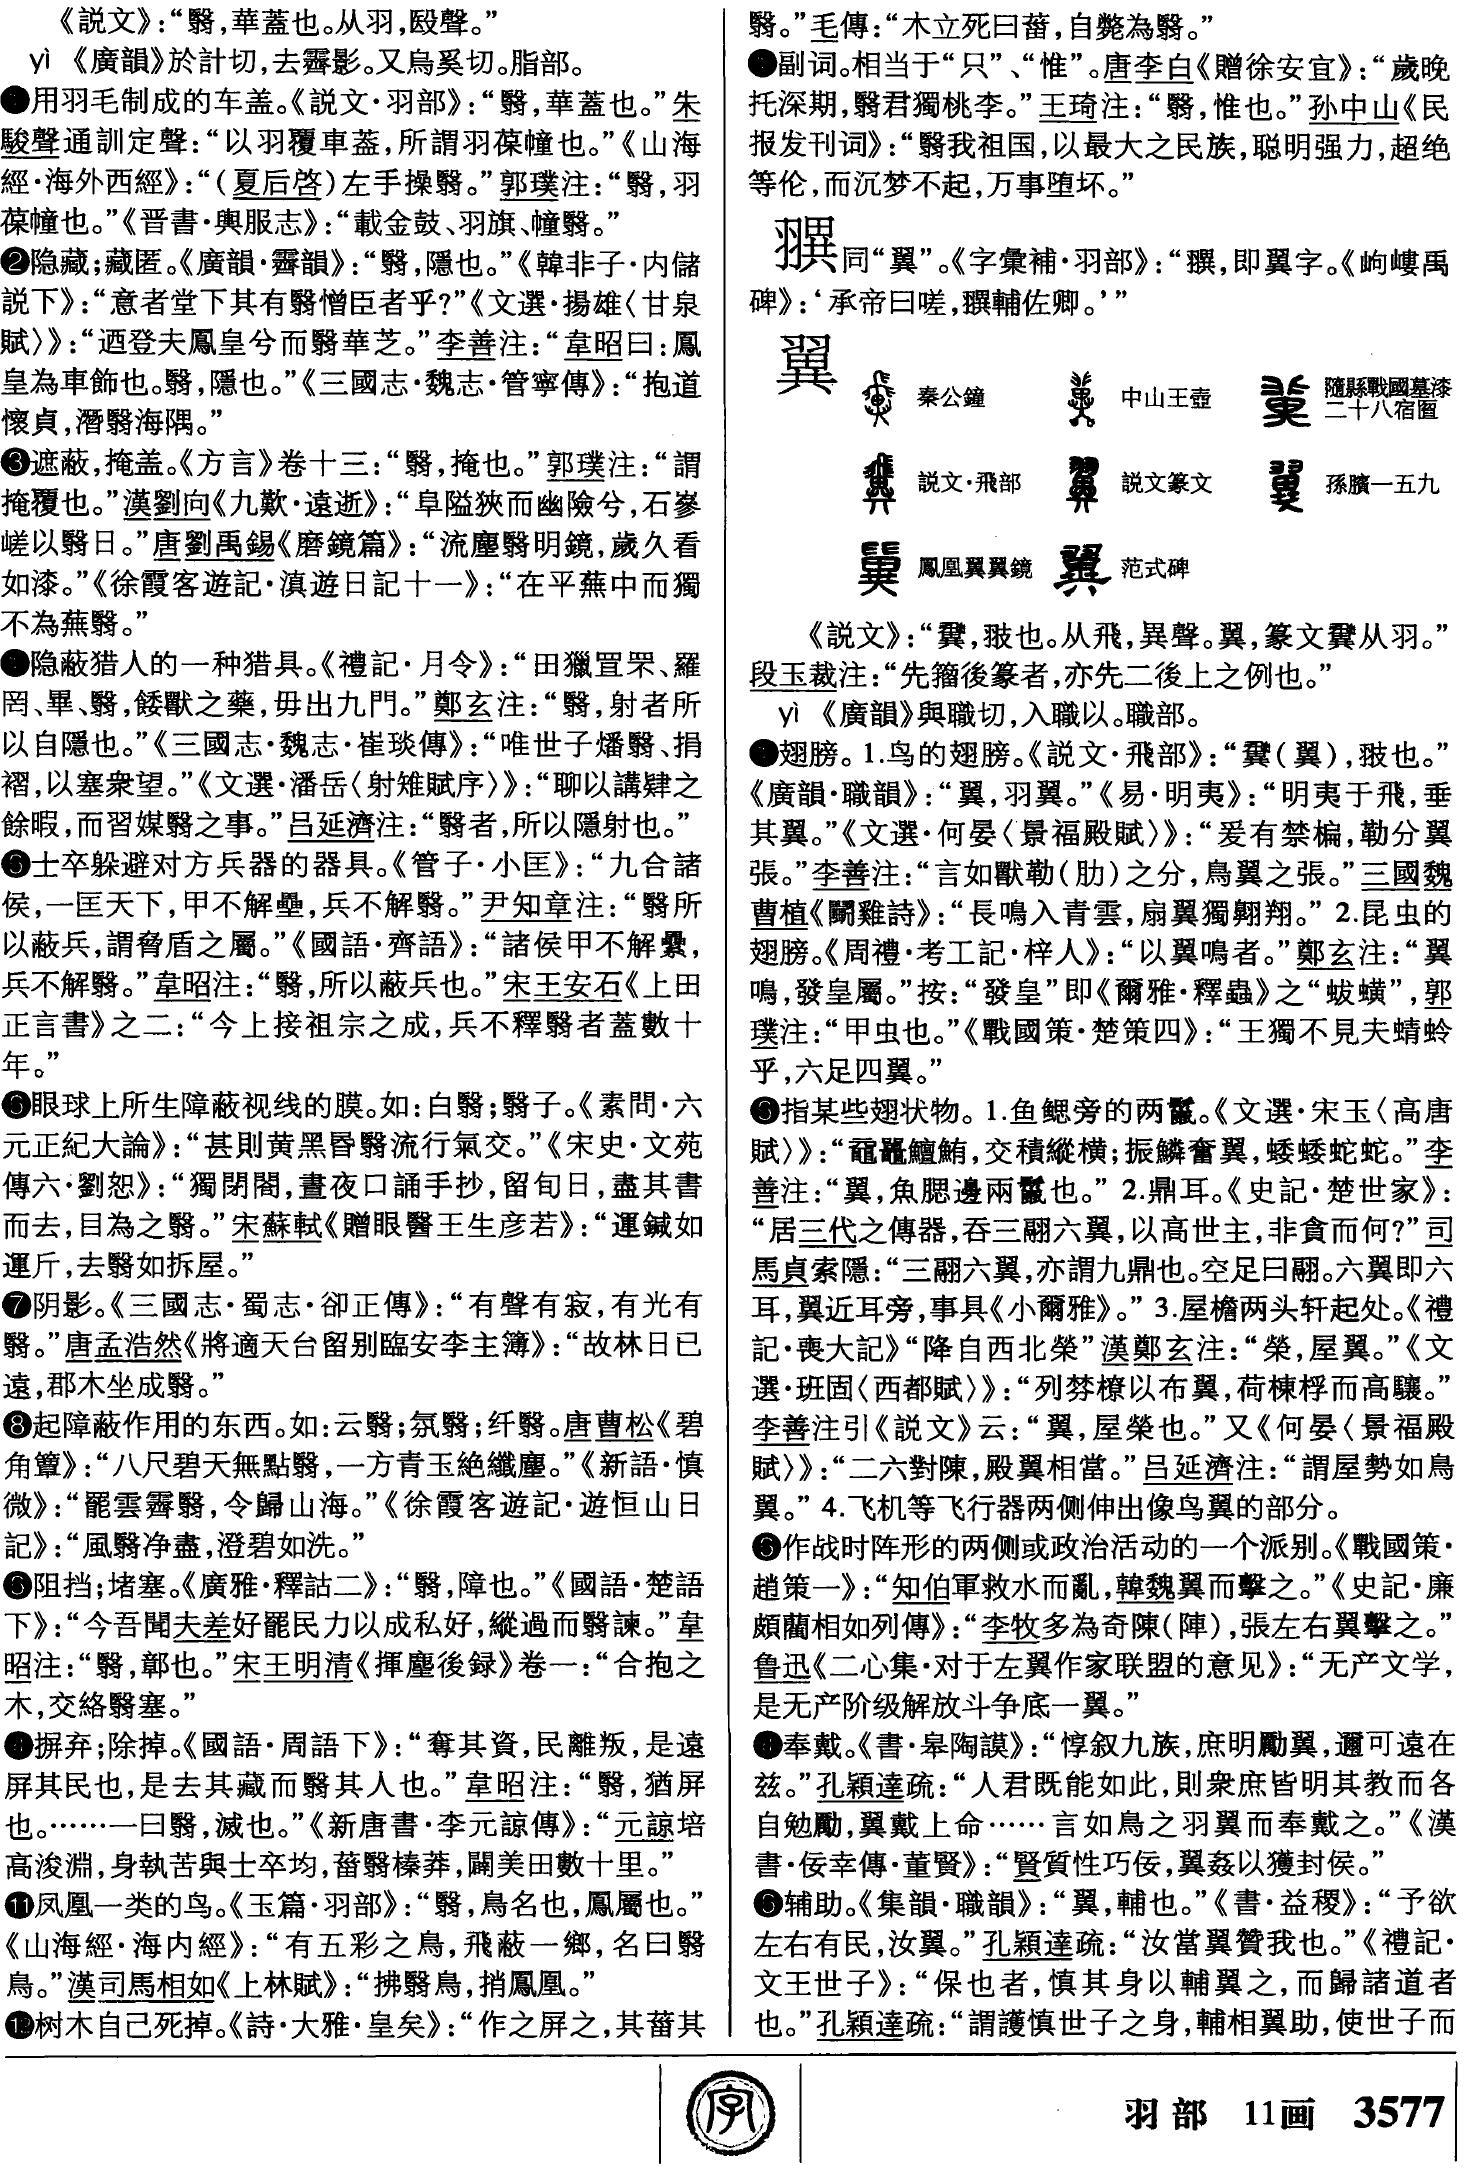 《説文》：“翳，華蓋也。从羽，殹聲。”
yì 《廣韻》於計切，去霽影。又烏奚切。脂部。
❶用羽毛制成的车盖。《説文·羽部》：“翳，華蓋也。”朱
駿聲通訓定聲：“以羽覆車蓋，所謂羽葆幢也。”《山海
經·海外西經》：“（夏后啓）左手操翳。”郭璞注：“翳，羽
葆幢也。”《晋書·輿服志》：“載金鼓、羽旗、幢翳。”
❷隐藏；藏匿。《廣韻·霽韻》：“翳，隱也。”《韓非子·内儲
説下》：“意者堂下其有翳憎臣者乎？”《文選·揚雄〈甘泉
賦〉》：“迺登夫鳳皇兮而翳華芝。”李善注：“韋昭曰：鳳
皇為車飾也。翳，隱也。”《三國志·魏志·管寧傳》：“抱道
懷貞，潛翳海隅。”
❸遮蔽，掩盖。《方言》卷十三：“翳，掩也。”郭璞注：“謂
掩覆也。”漢劉向《九歎·遠逝》：“阜隘狹而幽險兮，石嵾
嵯以翳日。”唐劉禹錫《磨鏡篇》：“流塵翳明鏡，歲久看
如漆。”《徐霞客遊記·滇遊日記十一》：“在平蕪中而獨
不為蕪翳。”
❹隐蔽猎人的一种猎具。《禮記·月令》：“田獵罝罘、羅
罔、畢、翳，餧獸之藥，毋出九門。”鄭玄注：“翳，射者所
以自隱也。”《三國志·魏志·崔琰傳》：“唯世子燔翳、捐
褶，以塞衆望。”《文選·潘岳〈射雉賦序〉》：“聊以講肄之
餘暇，而習媒翳之事。”吕延濟注：“翳者，所以隱射也。”
❺士卒躲避对方兵器的器具。《管子·小匡》：“九合諸
侯，一匡天下，甲不解壘，兵不解翳。”尹知章注：“翳所
以蔽兵，謂脅盾之屬。”《國語·齊語》：“諸侯甲不解纍，
兵不解翳。”韋昭注：“翳，所以蔽兵也。”宋王安石《上田
正言書》之二：“今上接祖宗之成，兵不釋翳者蓋數十
年。”
❻眼球上所生障蔽视线的膜。如：白翳；翳子。《素問·六
元正紀大論》：“甚則黄黑昬翳流行氣交。”《宋史·文苑
傳六·劉恕》：“獨閉閤，晝夜口誦手抄，留旬日，盡其書
而去，目為之翳。”宋蘇軾《贈眼醫王生彦若》：“運鍼如
運斤，去翳如拆屋。”
❼阴影。《三國志·蜀志·卻正傳》：“有聲有寂，有光有
翳。”唐孟浩然《將適天台留别臨安李主簿》：“故林日已
遠，郡木坐成翳。”
❽起障蔽作用的东西。如：云翳；氛翳；纤翳。唐曹松《碧
角簟》：“八尺碧天無點翳，一方青玉絶纖塵。”《新語·慎
微》：“罷雲霽翳，令歸山海。”《徐霞客遊記·遊恒山日
記》：“風翳净盡，澄碧如洗。”
❾阻挡；堵塞。《廣雅·釋詁二》：“翳，障也。”《國語·楚語
下》：“今吾聞夫差好罷民力以成私好，縱過而翳諫。”韋
昭注：“翳，鄣也。”宋王明清《揮塵後録》卷一：“合抱之
木，交絡翳塞。”
❿摒弃；除掉。《國語·周語下》：“奪其資，民離叛，是遠
屏其民也，是去其藏而翳其人也。”韋昭注：“翳，猶屏
也。……一曰翳，滅也。”《新唐書·李元諒傳》：“元諒培
高浚淵，身執苦與士卒均，菑翳榛莽，闢美田數十里。”
⓫凤凰一类的鸟。《玉篇·羽部》：“翳，鳥名也，鳳屬也。”
《山海經·海内經》：“有五彩之鳥，飛蔽一鄉，名曰翳
鳥。”漢司馬相如《上林賦》：“拂翳鳥，捎鳳凰。”
⓬树木自己死掉。《詩·大雅·皇矣》：“作之屏之，其菑其
翳。”毛傳：“木立死曰菑，自斃為翳。”
⓭副词。相当于“只”、“惟”。唐李白《贈徐安宜》：“歲晚
托深期，翳君獨桃李。”王琦注：“翳，惟也。”孙中山《民
报发刊词》：“翳我祖国，以最大之民族，聪明强力，超绝
等伦，而沉梦不起，万事堕坏。”
同“翼”。《字彙補·羽部》：“，即翼字。《岣嶁禹
碑》：‘承帝曰嗟，輔佐卿。’”
翼 秦公鐘 中山王壺 隨縣戰國墓漆二十八宿匫
説文·飛部 説文篆文 孫臏一五九
鳳凰翼翼鏡 范式碑
《説文》：“䨱，翄也。从飛，異聲。翼，篆文䨱从羽。”
段玉裁注：“先籀後篆者，亦先二後上之例也。”
yì 《廣韻》與職切，入職以。職部。
❶翅膀。1.鸟的翅膀。《説文·飛部》：“䨱（翼），翄也。”
《廣韻·職韻》：“翼，羽翼。”《易·明夷》：“明夷于飛，垂
其翼。”《文選·何晏〈景福殿賦〉》：“爰有禁楄，勒分翼
張。”李善注：“言如獸勒（肋）之分，鳥翼之張。”三國魏
曹植《鬭雞詩》：“長鳴入青雲，扇翼獨翱翔。”2.昆虫的
翅膀。《周禮·考工記·梓人》：“以翼鳴者。”鄭玄注：“翼
鳴，發皇屬。”按：“發皇”即《爾雅·釋蟲》之“蛂蟥”，郭
璞注：“甲虫也。”《戰國策·楚策四》：“王獨不見夫蜻蛉
乎，六足四翼。”
❷指某些翅状物。1.鱼鳃旁的两鬣。《文選·宋玉〈高唐
賦〉》：“黿鼉鱣鮪，交積縱横；振鱗奮翼，蜲蜲蛇蛇。”李
善注：“翼，魚腮邊兩鬣也。”2.鼎耳。《史記·楚世家》：
“居三代之傳器，吞三翮六翼，以高世主，非貪而何？”司
馬貞索隱：“三翮六翼，亦謂九鼎也。空足曰翮。六翼即六
耳，翼近耳旁，事具《小爾雅》。”3.屋檐两头轩起处。《禮
記·喪大記》“降自西北榮”漢鄭玄注：“榮，屋翼。”《文
選·班固〈西都賦〉》：“列棼橑以布翼，荷棟桴而高驤。”
李善注引《説文》云：“翼，屋榮也。”又《何晏〈景福殿
賦〉》：“二六對陳，殿翼相當。”吕延濟注：“謂屋勢如鳥
翼。”4.飞机等飞行器两侧伸出像鸟翼的部分。
❸作战时阵形的两侧或政治活动的一个派别。《戰國策·
趙策一》：“知伯軍救水而亂，韓魏翼而擊之。”《史記·廉
頗藺相如列傳》：“李牧多為奇陳（陣），張左右翼擊之。”
鲁迅《二心集·对于左翼作家联盟的意见》：“无产文学，
是无产阶级解放斗争底一翼。”
❹奉戴。《書·皋陶謨》：“惇叙九族，庶明勵翼，邇可遠在
兹。”孔穎達疏：“人君既能如此，則衆庶皆明其教而各
自勉勵，翼戴上命……言如鳥之羽翼而奉戴之。”《漢
書·佞幸傳·董賢》：“賢質性巧佞，翼姦以獲封侯。”
❺辅助。《集韻·職韻》：“翼，輔也。”《書·益稷》：“予欲
左右有民，汝翼。”孔穎達疏：“汝當翼贊我也。”《禮記·
文王世子》：“保也者，慎其身以輔翼之，而歸諸道者
也。”孔穎達疏：“謂護慎世子之身，輔相翼助，使世子而
字
羽部 11画 3577